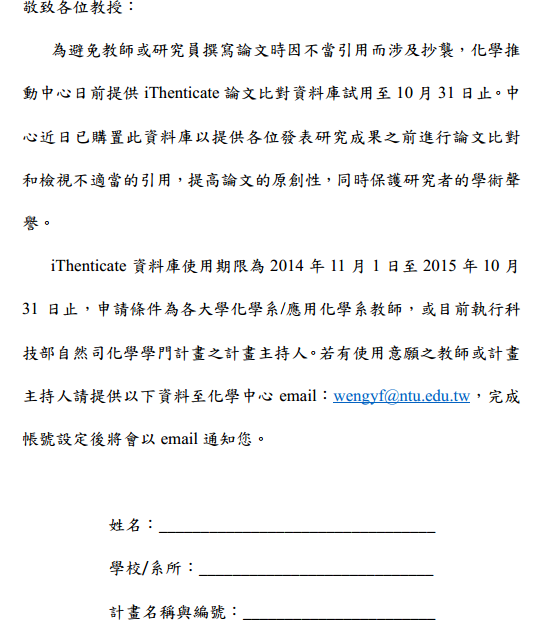 敬致各位教授：
為避免教師或研究員撰寫論文時因不當引用而涉及抄襲，化學推
動中心日前提供 iThenticate 論文比對資料庫試用至 10 月 31 日止。中
心近日已購置此資料庫以提供各位發表研究成果之前進行論文比對
和檢視不適當的引用，提高論文的原創性，同時保護研究者的學術聲
譽。
iThenticate 資料庫使用期限為 2014 年 11 月 1 日至 2015 年 10 月
31 日止，申請條件為各大學化學系/應用化學系教師，或目前執行科
技部自然司化學學門計畫之計畫主持人。若有使用意願之教師或計畫
主持人請提供以下資料至化學中心 email：wengyf@ntu.edu.tw，完成
帳號設定後將會以 email 通知您。
姓名：
學校/系所：
計畫名稱與編號：